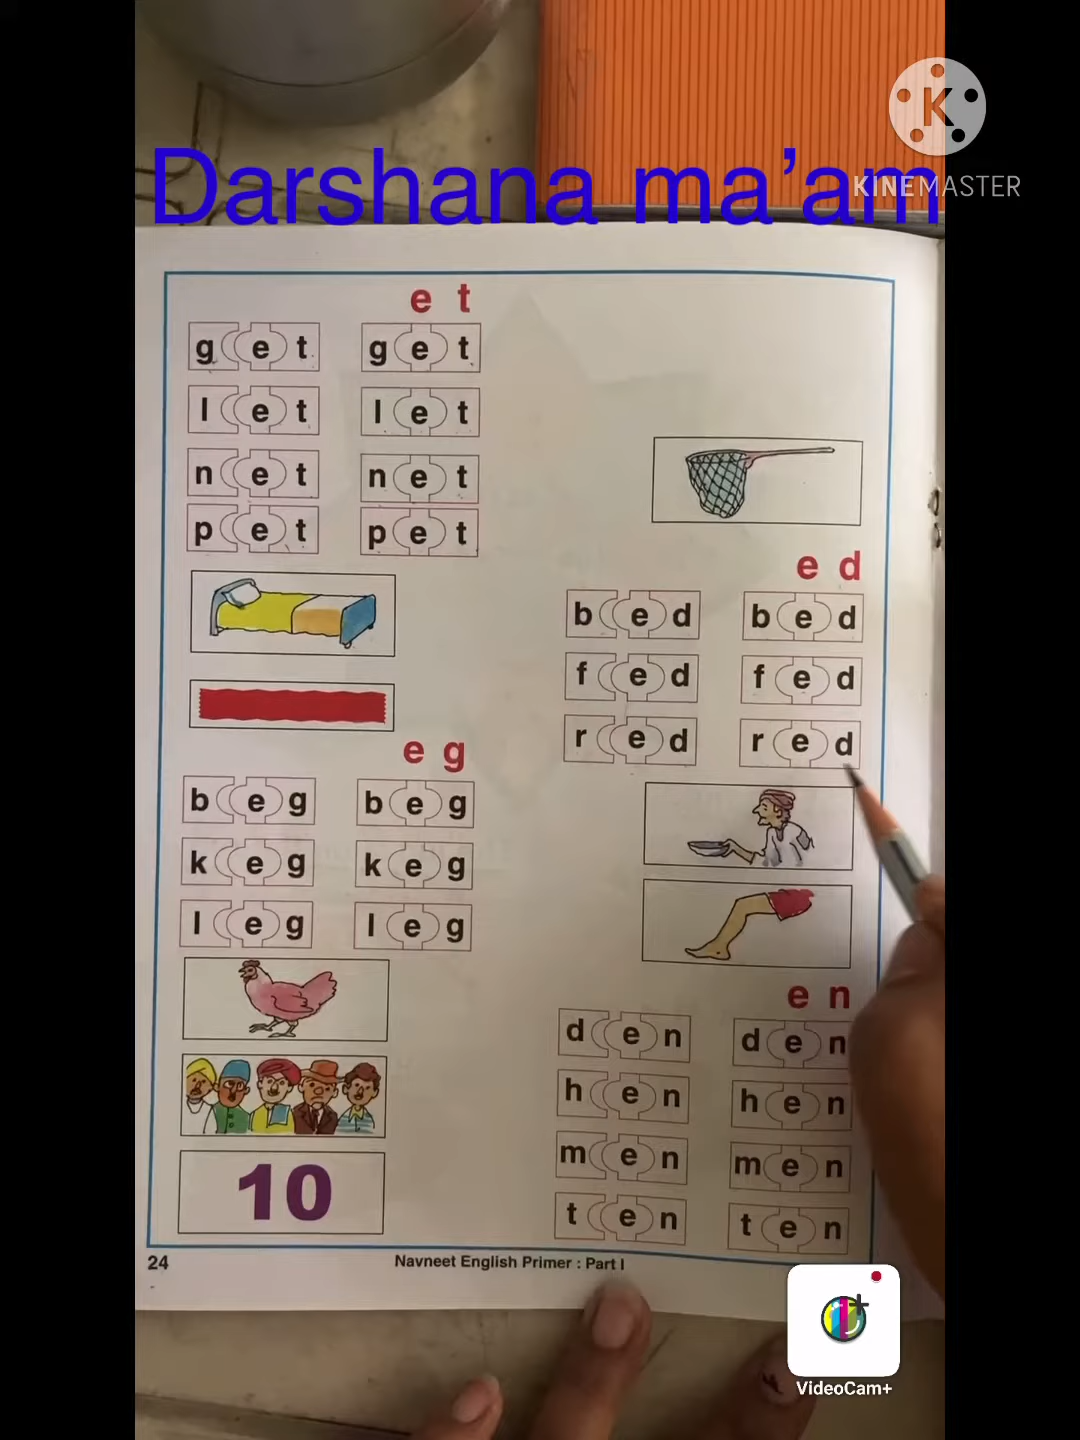 Darshana ma'am
KINEMASTER
e t
g e t g e t
l e t l e t
n e t n e t
p e t p e t
e d
b e d b e d
f e d f e d
r e d r e d
e g
b e g b e g
k e g k e g
l e g l e g
e n
d e n d e n
h e n h e n
m e n m e n
t e n t e n
10
24 Navneet English Primer : Part I
VideoCam+